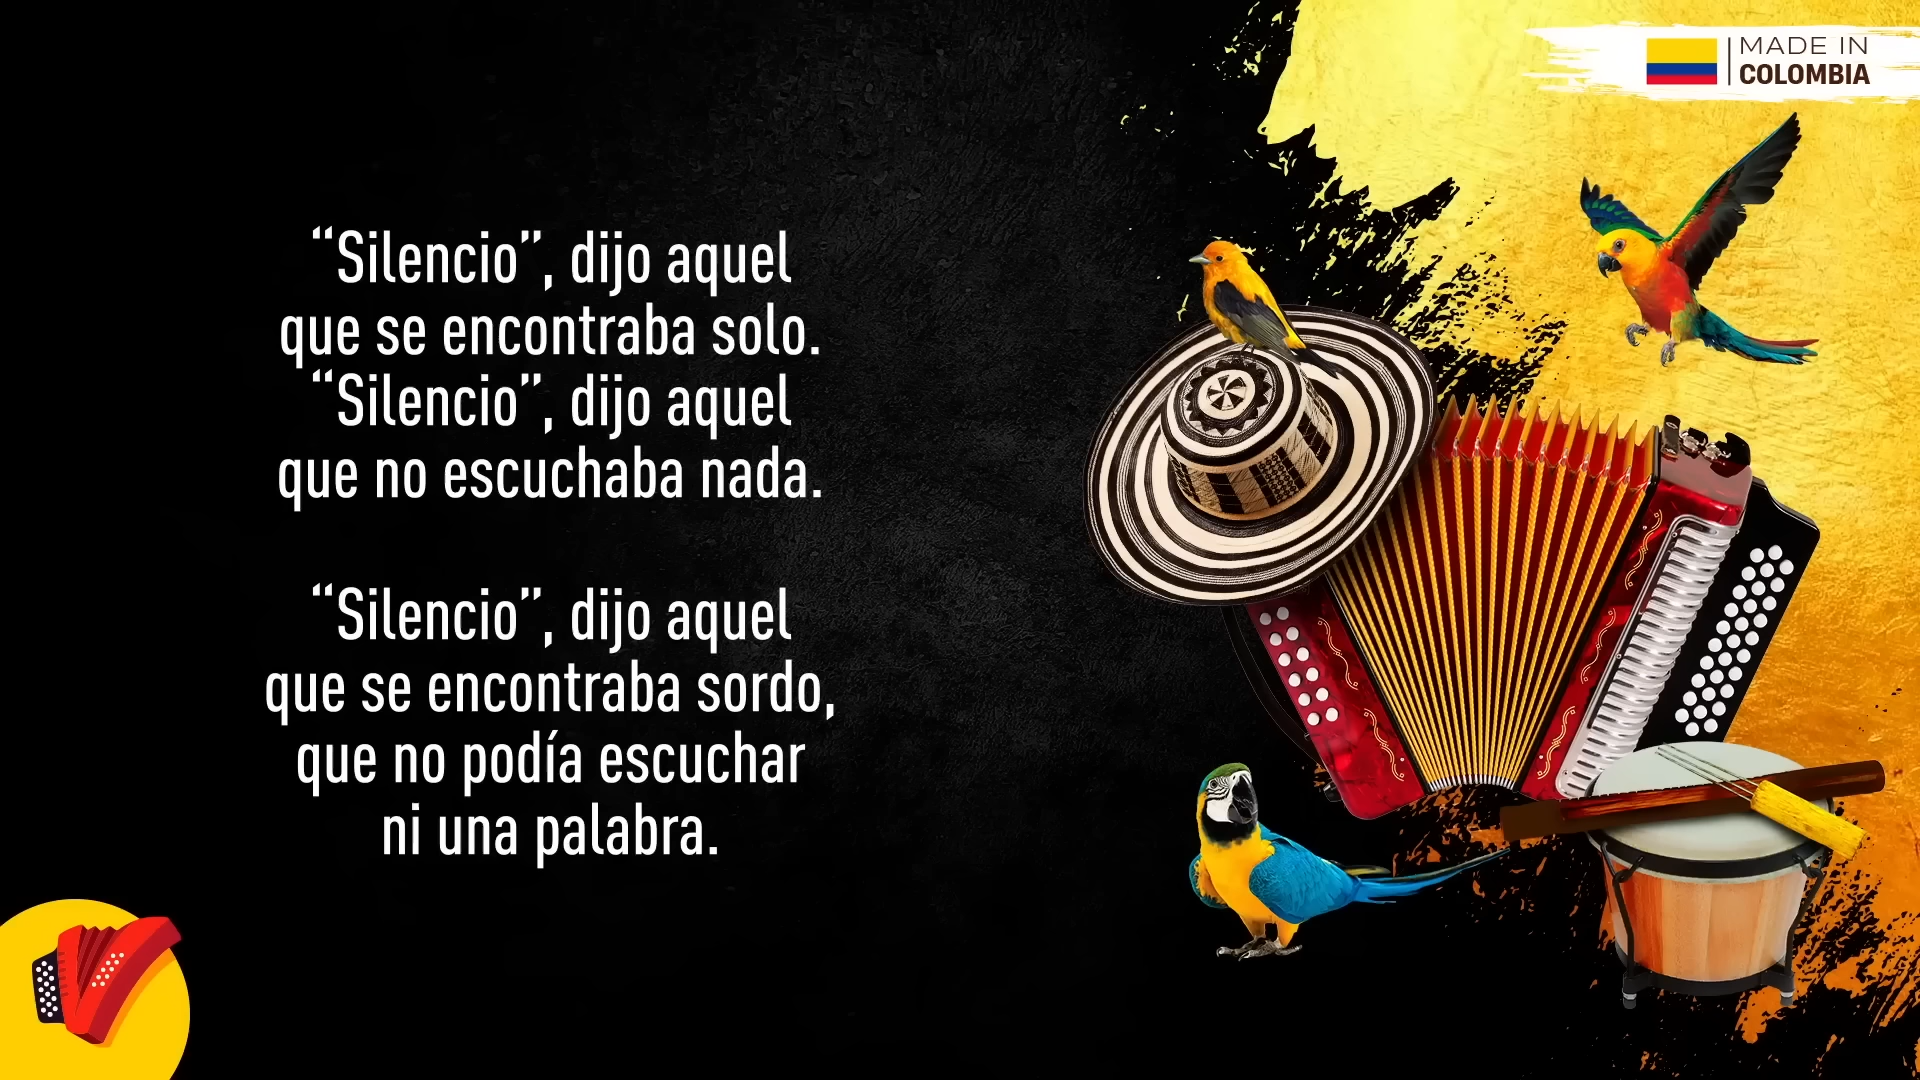 MADE IN
COLOMBIA
“Silencio”, dijo aquel
que se encontraba solo.
“Silencio”, dijo aquel
que no escuchaba nada.
“Silencio”, dijo aquel
que se encontraba sordo,
que no podía escuchar
ni una palabra.